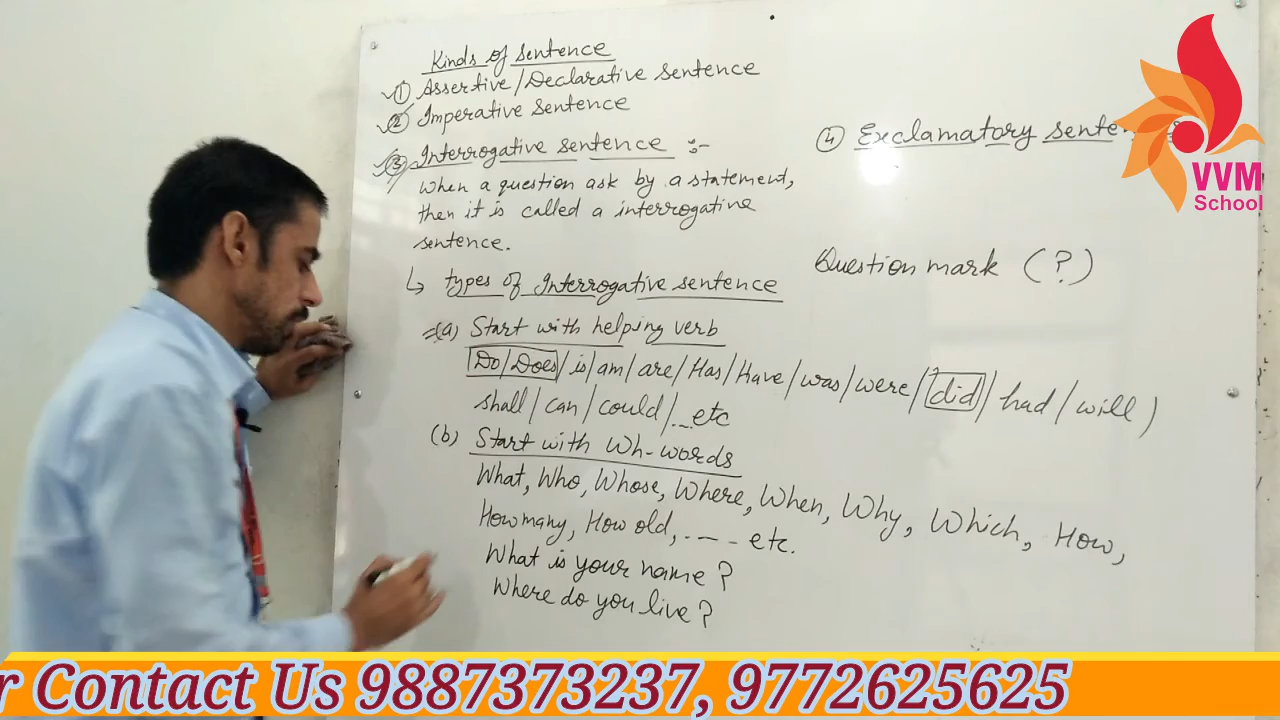 Kinds of sentence
① Assertive/Declarative sentence
② Imperative sentence
③ Interrogative sentence :-
When a question ask by a statement,
then it is called a interrogative
sentence.
↳ types of Interrogative sentence
(a) Start with helping verb
Do/Does/is/am/are/Has/Have/was/were/did/had/will)
shall/can/could/...etc
(b) Start with Wh-words
What, Who, Whose, Where, When, Why, Which, How,
How many, How old, .-- etc.
What is your name?
Where do you live?
④ Exclamatory
Question mark (?)
VVM
School
r Contact Us 9887373237, 9772625625